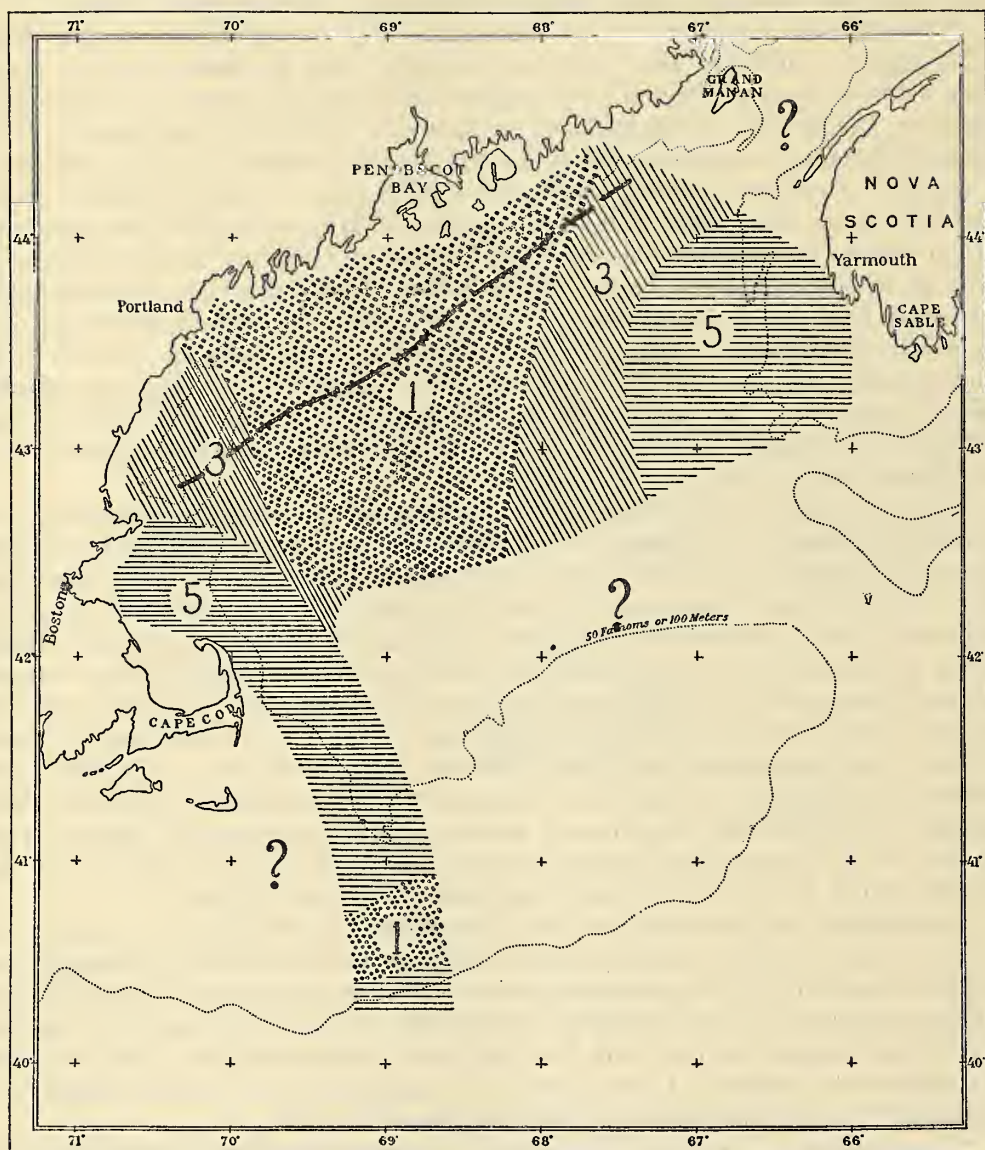 71° 70° 69° 68° 67° 66°
GRAND
MANAN
?
PENOBSCOT
BAY
NOVA
SCOTIA
44° 44°
Yarmouth
3
Portland
CAPE
SABLE
5
1
43° 43°
3
5
?
Boston
50 Fathoms or 100 Meters
42° 42°
CAPE COD
?
41° 41°
1
40° 40°
71° 70° 69° 68° 67° 66°